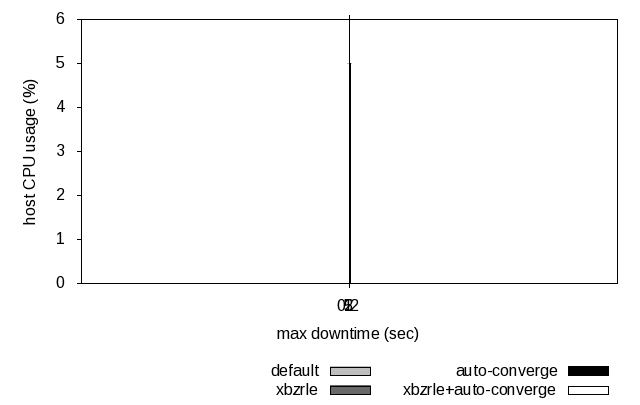 6
5
4
3
2
1
0
host CPU usage (%)
max downtime (sec)
default auto-converge
xbzrle xbzrle+auto-converge